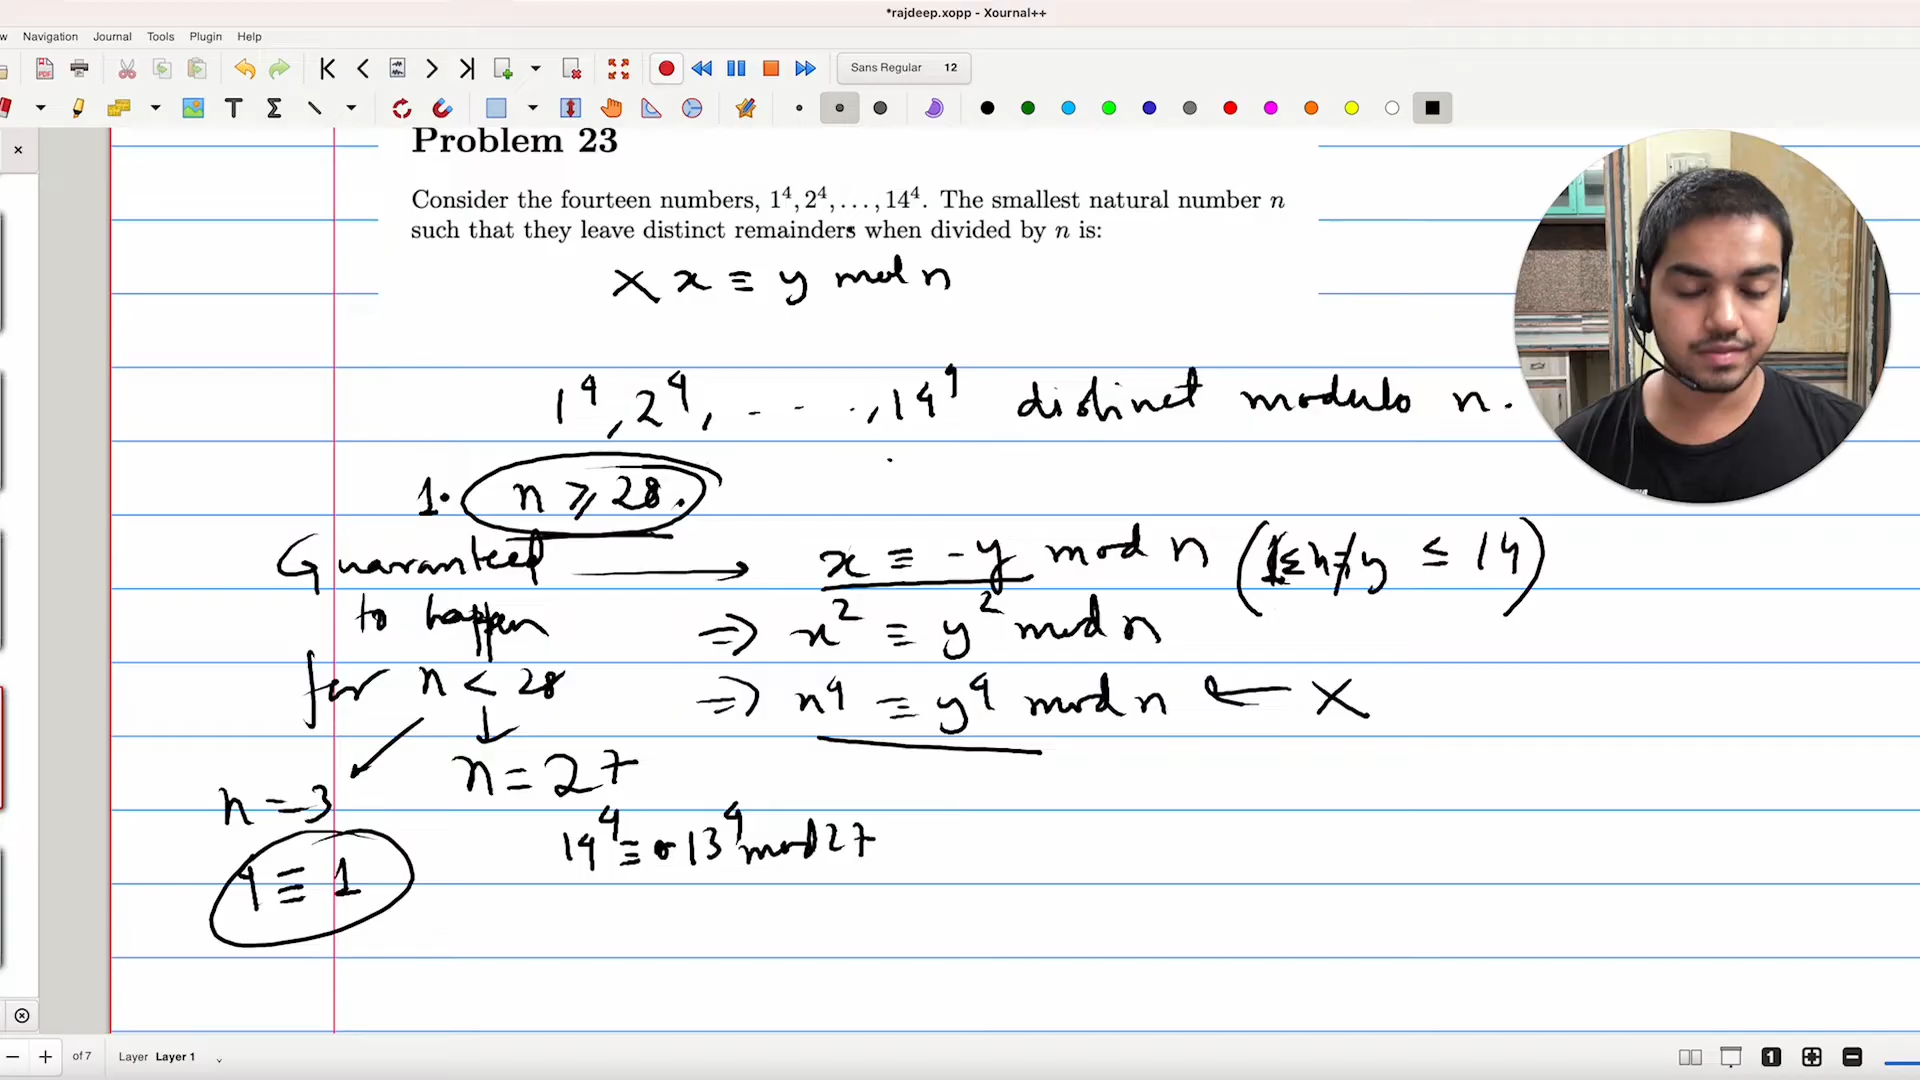 *rajdeep.xopp - Xournal++
w Navigation Journal Tools Plugin Help
Sans Regular 12
Problem 23
Consider the fourteen numbers, 1⁴, 2⁴, . . . , 14⁴. The smallest natural number n
such that they leave distinct remainders when divided by n is:
X x ≡ y mod n
1⁴, 2⁴, - - ., 14⁴ distinct modulo n.
1. n ≥ 28.
Guaranteed → x ≡ -y mod n (1 ≤ x ≠ y ≤ 14)
to happen ⇒ x² ≡ y² mod n
for n < 28 ⇒ x⁴ ≡ y⁴ mod n ← X
n = 27
n = 3
14⁴ ≡ 13⁴ mod 27
4 ≡ 1
of 7 Layer Layer 1